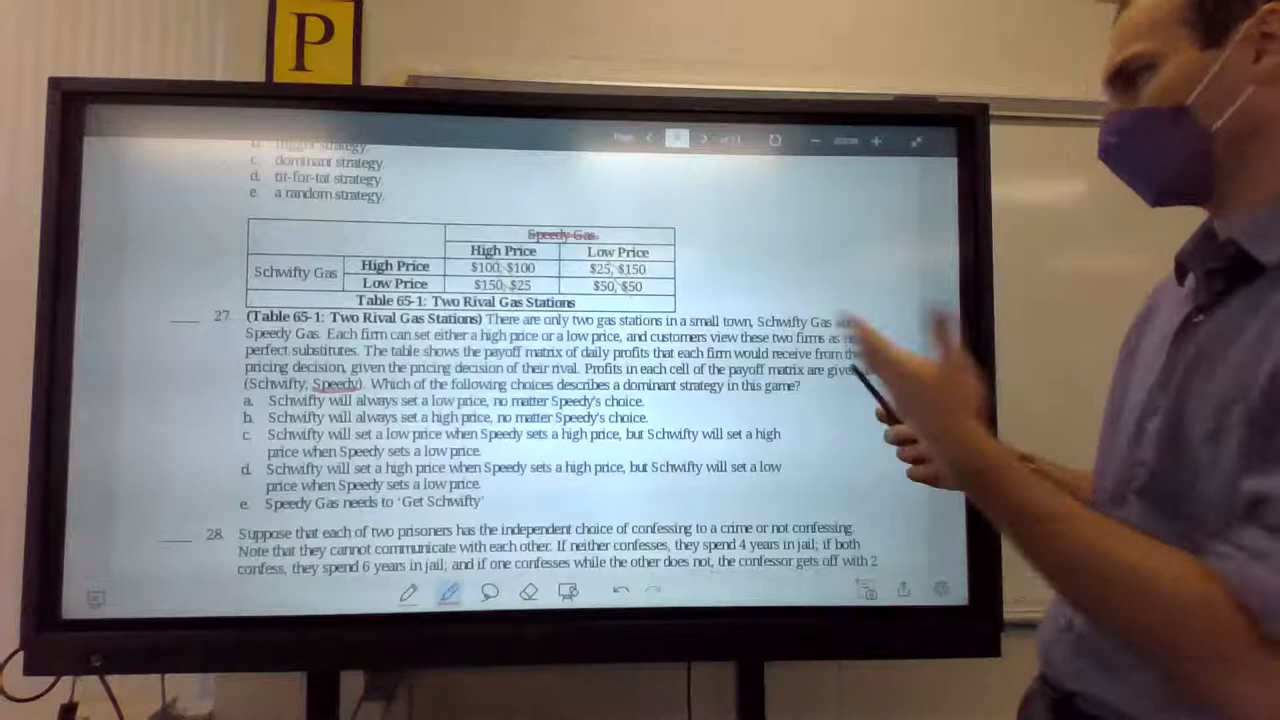 P
Page
strategy.
c. dominant strategy.
d. tit-for-tat strategy.
e. a random strategy.
Speedy Gas
High Price Low Price
Schwifty Gas High Price $100, $100 $25, $150
Low Price $150, $25 $50, $50
Table 65-1: Two Rival Gas Stations
27. (Table 65-1: Two Rival Gas Stations) There are only two gas stations in a small town, Schwifty Gas
Speedy Gas. Each firm can set either a high price or a low price, and customers view these two firms as
perfect substitutes. The table shows the payoff matrix of daily profits that each firm would receive from
pricing decision, given the pricing decision of their rival. Profits in each cell of the payoff matrix are
(Schwifty, Speedy). Which of the following choices describes a dominant strategy in this game?
a. Schwifty will always set a low price, no matter Speedy's choice.
b. Schwifty will always set a high price, no matter Speedy's choice.
c. Schwifty will set a low price when Speedy sets a high price, but Schwifty will set a high
price when Speedy sets a low price.
d. Schwifty will set a high price when Speedy sets a high price, but Schwifty will set a low
price when Speedy sets a low price.
e. Speedy Gas needs to 'Get Schwifty'
28. Suppose that each of two prisoners has the independent choice of confessing to a crime or not confessing.
Note that they cannot communicate with each other. If neither confesses, they spend 4 years in jail; if both
confess, they spend 6 years in jail; and if one confesses while the other does not, the confessor gets off with 2